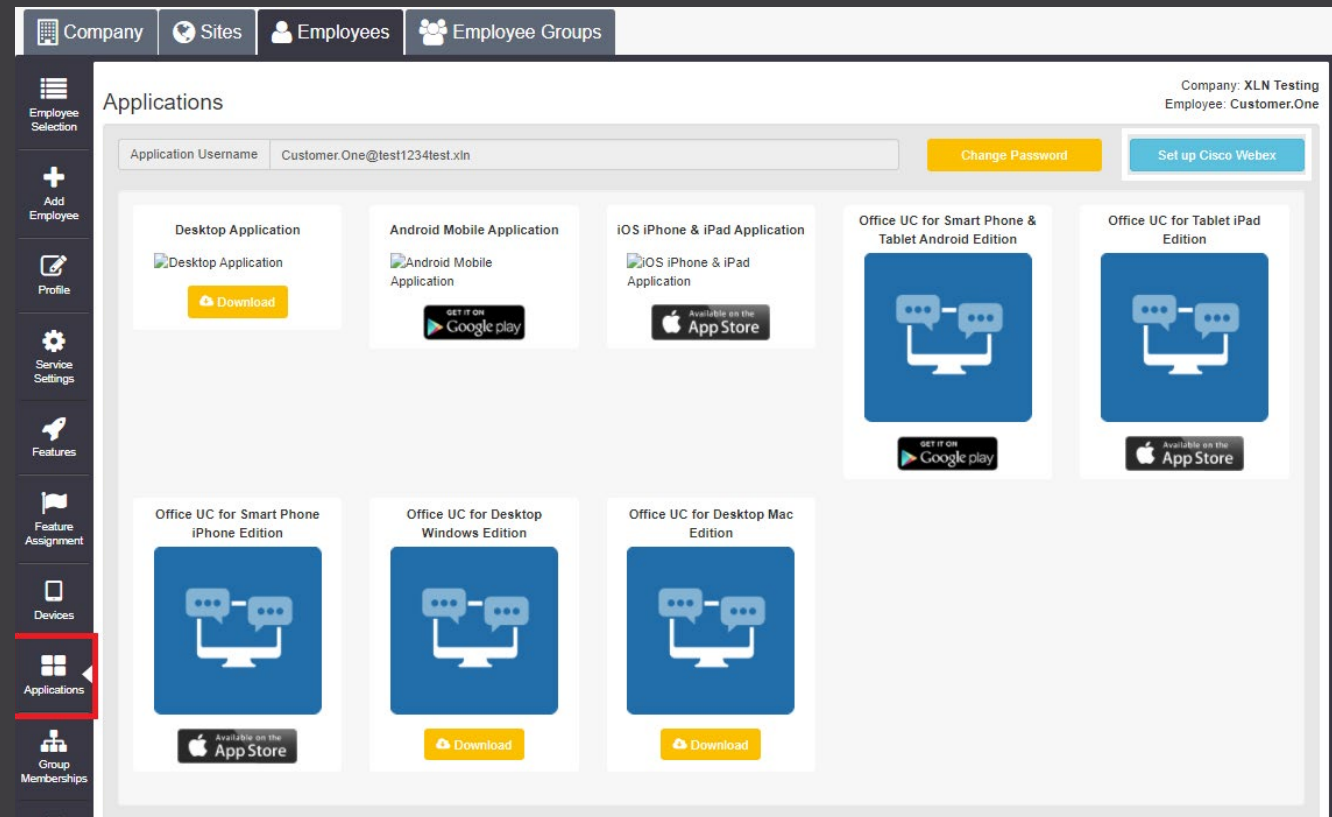 Company
Sites
Employees
Employee Groups
Company: XLN Testing
Employee: Customer.One
Employee
Selection
Add
Employee
Profile
Service
Settings
Features
Feature
Assignment
Devices
Applications
Group
Memberships
Applications
Application Username
Customer.One@test1234test.xln
Change Password
Set up Cisco Webex
Desktop Application
Desktop Application
Download
Android Mobile Application
Android Mobile
Application
GET IT ON
Google play
iOS iPhone & iPad Application
iOS iPhone & iPad
Application
Available on the
App Store
Office UC for Smart Phone &
Tablet Android Edition
GET IT ON
Google play
Office UC for Tablet iPad
Edition
Available on the
App Store
Office UC for Smart Phone
iPhone Edition
Available on the
App Store
Office UC for Desktop
Windows Edition
Download
Office UC for Desktop Mac
Edition
Download